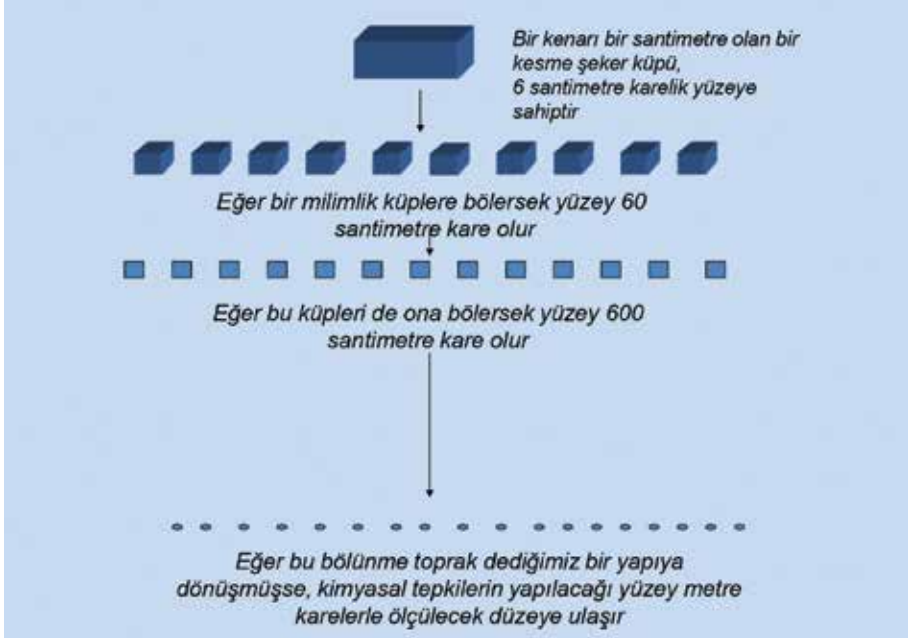 Bir kenarı bir santimetre olan bir
kesme şeker küpü,
6 santimetre karelik yüzeye
sahiptir
Eğer bir milimlik küplere bölersek yüzey 60
santimetre kare olur
Eğer bu küpleri de ona bölersek yüzey 600
santimetre kare olur
Eğer bu bölünme toprak dediğimiz bir yapıya
dönüşmüşse, kimyasal tepkilerin yapılacağı yüzey metre
karelerle ölçülecek düzeye ulaşır